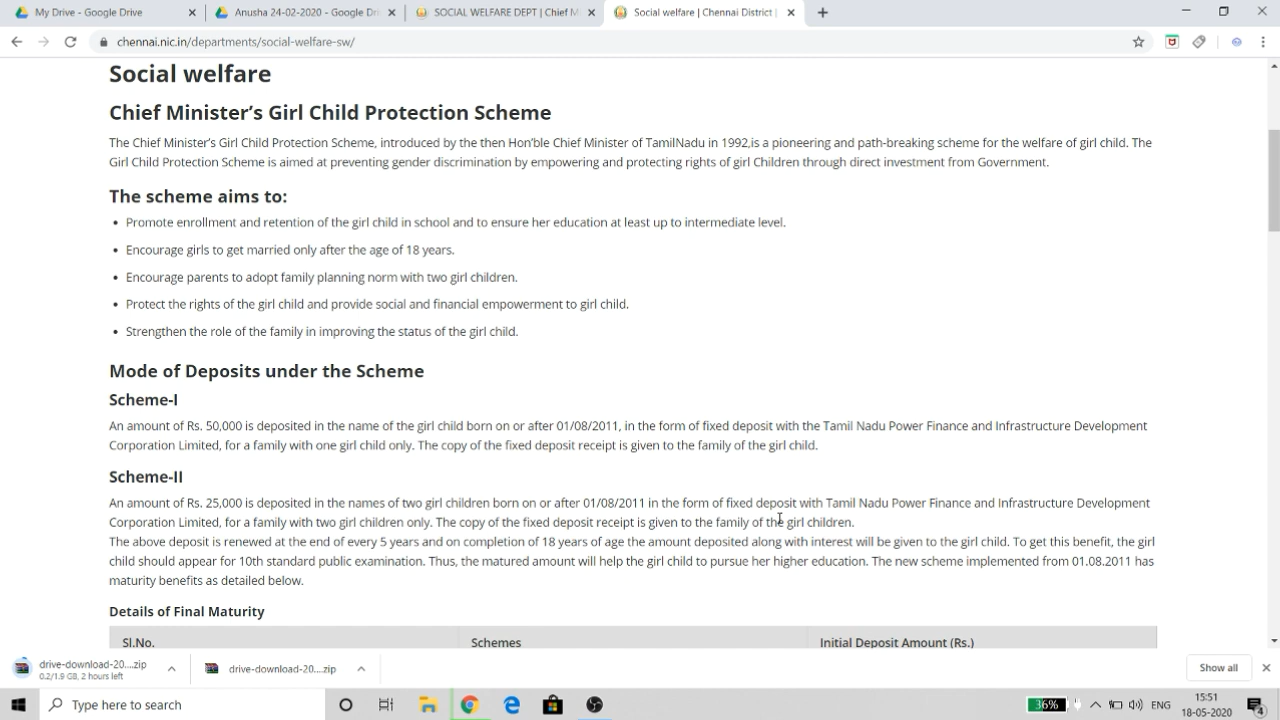 My Drive - Google Drive
Anusha 24-02-2020 - Google Dri
SOCIAL WELFARE DEPT | Chief M
Social welfare | Chennai District |
chennai.nic.in/departments/social-welfare-sw/
Social welfare
Chief Minister's Girl Child Protection Scheme
The Chief Minister's Girl Child Protection Scheme, introduced by the then Hon'ble Chief Minister of TamilNadu in 1992,is a pioneering and path-breaking scheme for the welfare of girl child. The
Girl Child Protection Scheme is aimed at preventing gender discrimination by empowering and protecting rights of girl Children through direct investment from Government.
The scheme aims to:
• Promote enrollment and retention of the girl child in school and to ensure her education at least up to intermediate level.
• Encourage girls to get married only after the age of 18 years.
• Encourage parents to adopt family planning norm with two girl children.
• Protect the rights of the girl child and provide social and financial empowerment to girl child.
• Strengthen the role of the family in improving the status of the girl child.
Mode of Deposits under the Scheme
Scheme-I
An amount of Rs. 50,000 is deposited in the name of the girl child born on or after 01/08/2011, in the form of fixed deposit with the Tamil Nadu Power Finance and Infrastructure Development
Corporation Limited, for a family with one girl child only. The copy of the fixed deposit receipt is given to the family of the girl child.
Scheme-II
An amount of Rs. 25,000 is deposited in the names of two girl children born on or after 01/08/2011 in the form of fixed deposit with Tamil Nadu Power Finance and Infrastructure Development
Corporation Limited, for a family with two girl children only. The copy of the fixed deposit receipt is given to the family of the girl children.
The above deposit is renewed at the end of every 5 years and on completion of 18 years of age the amount deposited along with interest will be given to the girl child. To get this benefit, the girl
child should appear for 10th standard public examination. Thus, the matured amount will help the girl child to pursue her higher education. The new scheme implemented from 01.08.2011 has
maturity benefits as detailed below.
Details of Final Maturity
Sl.No. Schemes Initial Deposit Amount (Rs.)
drive-download-20....zip
0.2/1.9 GB, 2 hours left
drive-download-20....zip
Show all
Type here to search
36%
ENG
15:51
18-05-2020
4